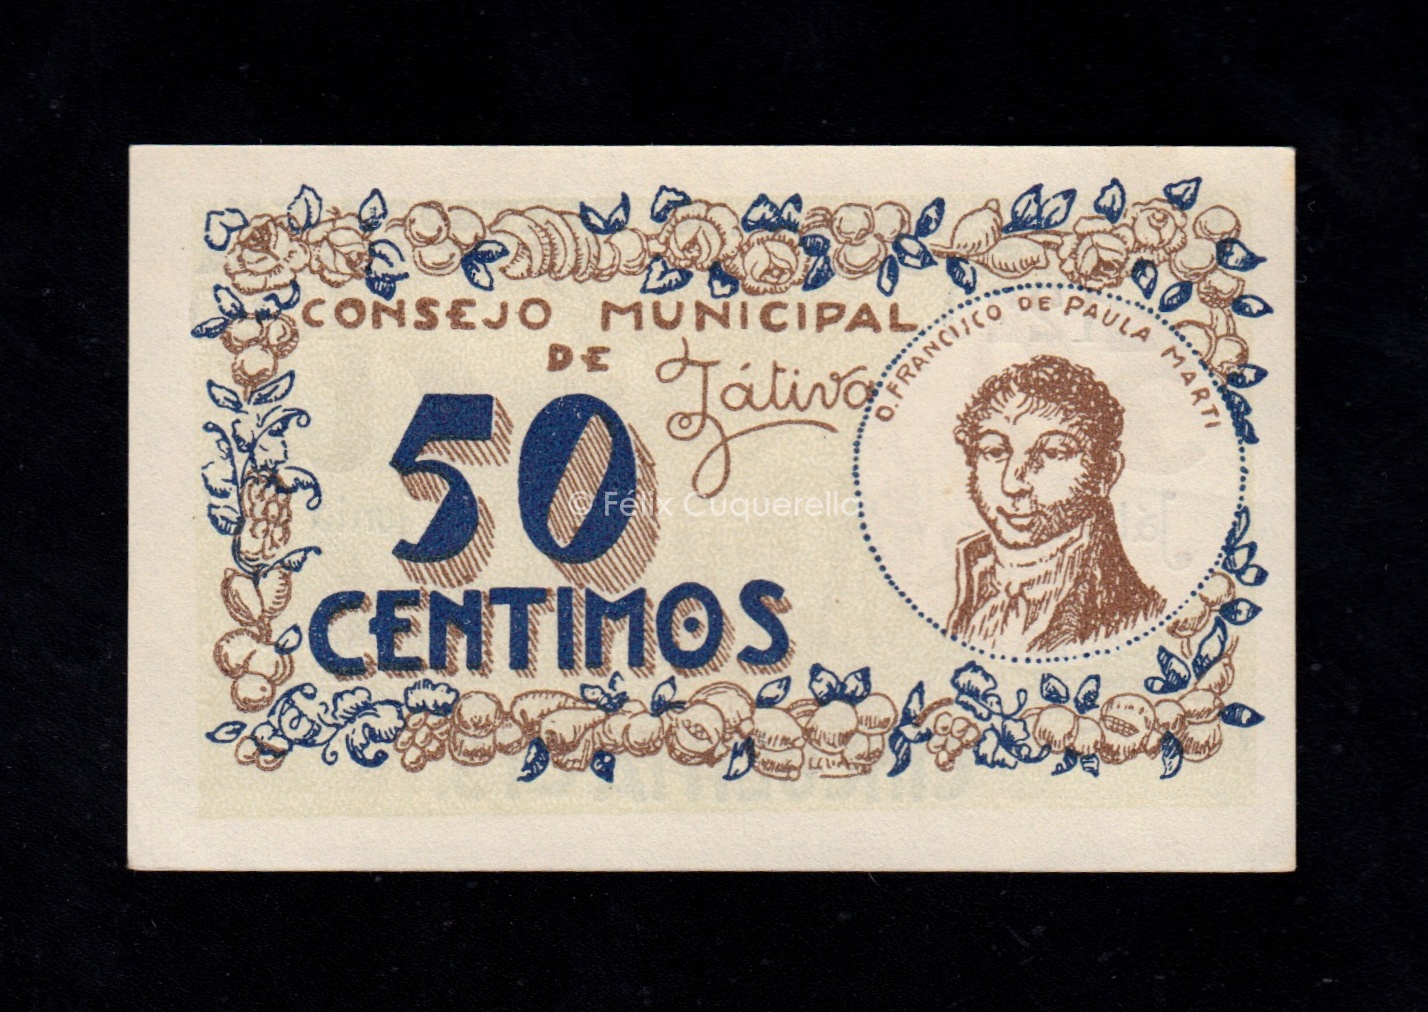 CONSEJO MUNICIPAL
DE Játiva
D. FRANCISCO DE PAULA MARTI
50
CENTIMOS
© Félix Cuquerella